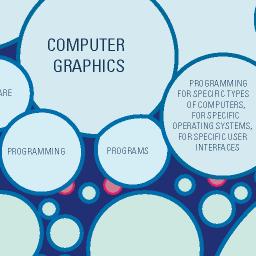 COMPUTER
GRAPHICS
PROGRAMMING
FOR SPECIFIC TYPES
OF COMPUTERS,
FOR SPECIFIC
OPERATING SYSTEMS,
FOR SPECIFIC USER
INTERFACES
ARE
PROGRAMMING
PROGRAMS